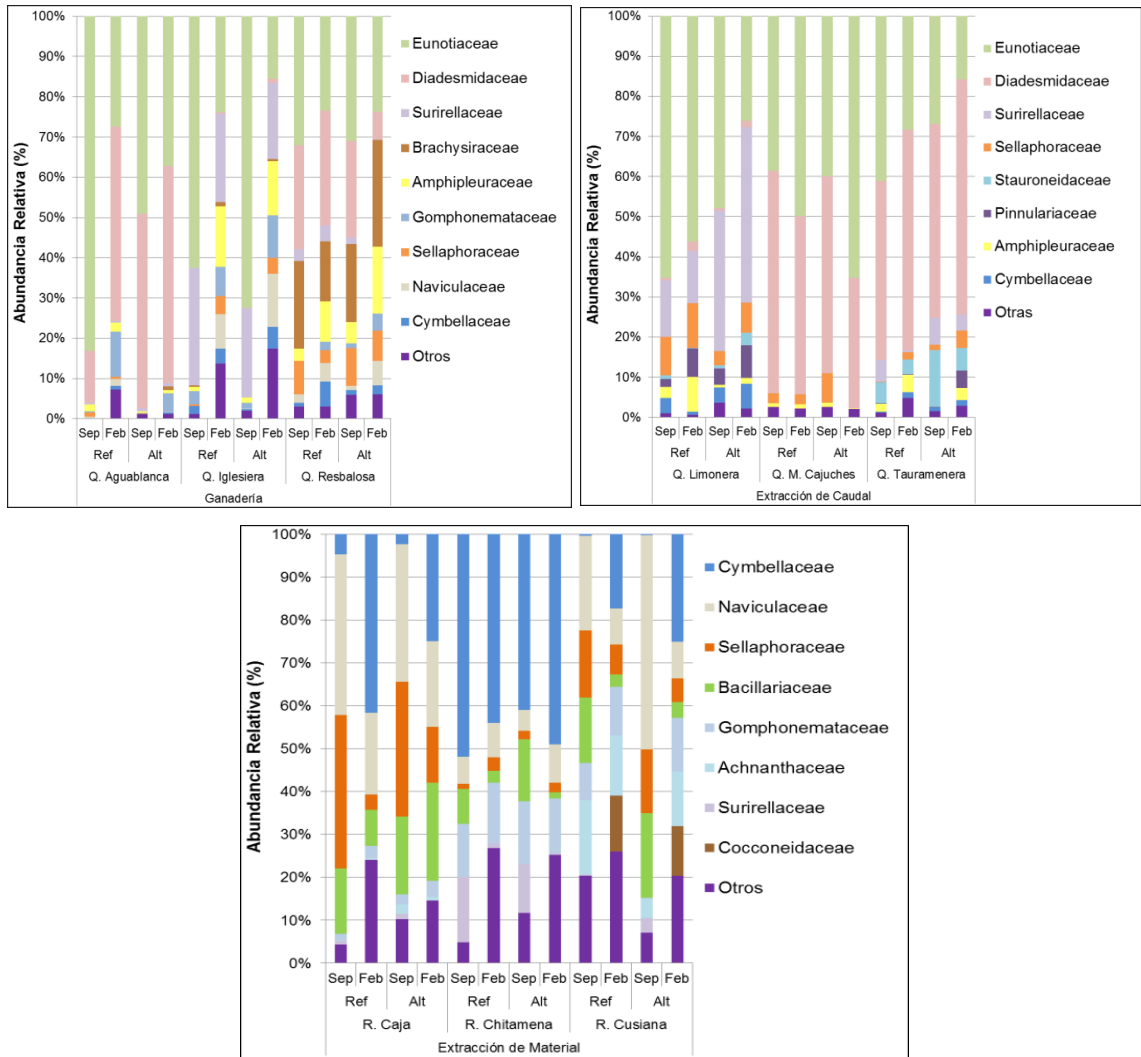 Abundancia Relativa (%)
100%
90%
80%
70%
60%
50%
40%
30%
20%
10%
0%
Eunotiaceae
Diadesmidaceae
Surirellaceae
Brachysiraceae
Amphipleuraceae
Gomphonemataceae
Sellaphoraceae
Naviculaceae
Cymbellaceae
Otros
Sep Feb Sep Feb Sep Feb Sep Feb Sep Feb Sep Feb
Ref Alt Ref Alt Ref Alt
Q. Aguablanca Q. Iglesiera Q. Resbalosa
Ganadería
Abundancia Relativa (%)
100%
90%
80%
70%
60%
50%
40%
30%
20%
10%
0%
Eunotiaceae
Diadesmidaceae
Surirellaceae
Sellaphoraceae
Stauroneidaceae
Pinnulariaceae
Amphipleuraceae
Cymbellaceae
Otras
Sep Feb Sep Feb Sep Feb Sep Feb Sep Feb Sep Feb
Ref Alt Ref Alt Ref Alt
Q. Limonera Q. M. Cajuches Q. Tauramenera
Extracción de Caudal
Abundancia Relativa (%)
100%
90%
80%
70%
60%
50%
40%
30%
20%
10%
0%
Cymbellaceae
Naviculaceae
Sellaphoraceae
Bacillariaceae
Gomphonemataceae
Achnanthaceae
Surirellaceae
Cocconeidaceae
Otros
Sep Feb Sep Feb Sep Feb Sep Feb Sep Feb Sep Feb
Ref Alt Ref Alt Ref Alt
R. Caja R. Chitamena R. Cusiana
Extracción de Material